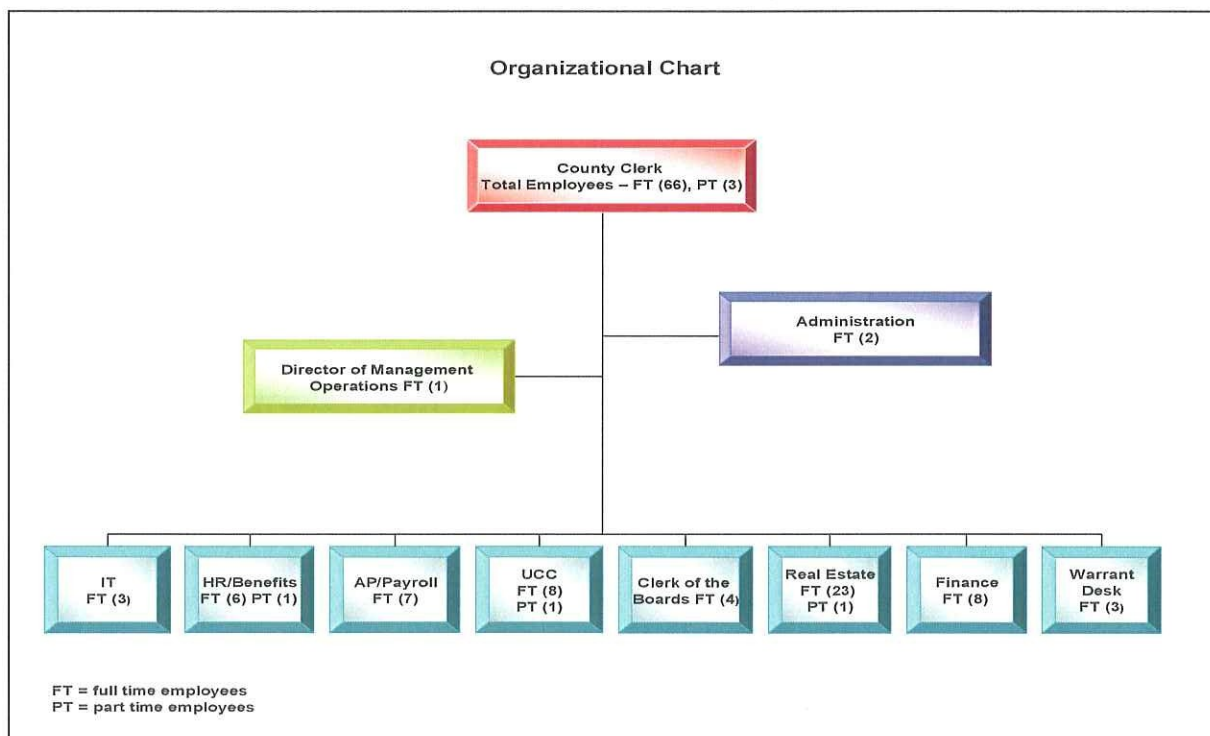 Organizational Chart
County Clerk
Total Employees – FT (66), PT (3)
Administration
FT (2)
Director of Management
Operations FT (1)
IT
FT (3)
HR/Benefits
FT (6) PT (1)
AP/Payroll
FT (7)
UCC
FT (8)
PT (1)
Clerk of the
Boards FT (4)
Real Estate
FT (23)
PT (1)
Finance
FT (8)
Warrant
Desk
FT (3)
FT = full time employees
PT = part time employees